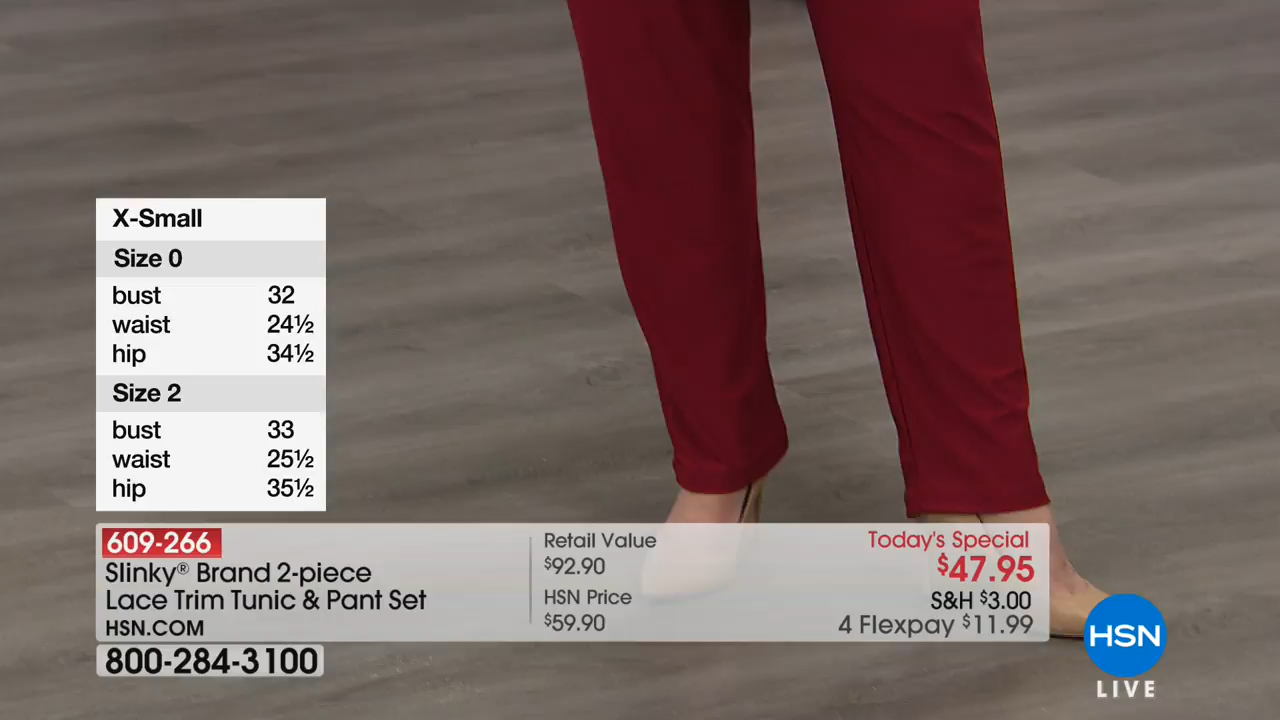 X-Small
Size 0
bust 32
waist 24½
hip 34½
Size 2
bust 33
waist 25½
hip 35½
609-266
Slinky® Brand 2-piece
Lace Trim Tunic & Pant Set
HSN.COM
Retail Value
$92.90
HSN Price
$59.90
Today's Special
$47.95
S&H $3.00
4 Flexpay $11.99
800-284-3100
HSN
LIVE